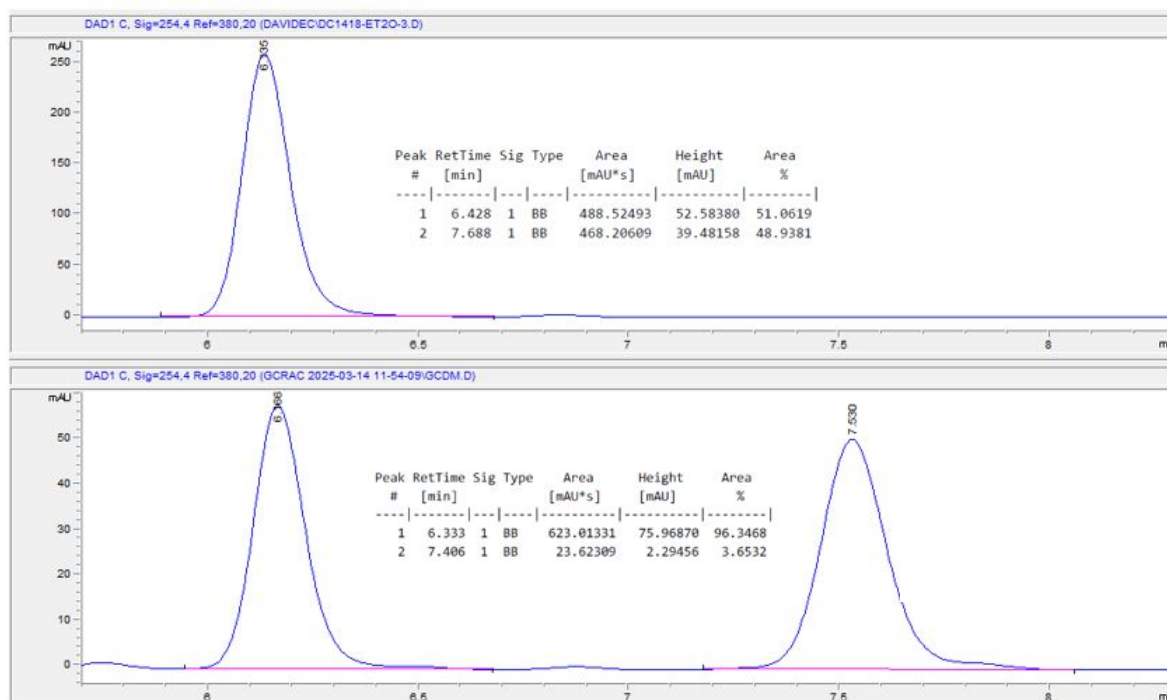 DAD1 C, Sig=254,4 Ref=380,20 (DAVIDEC\DC1418-ET2O-3.D)
mAU
250
200
150
100
50
0
6.135
Peak RetTime Sig Type Area Height Area
# [min] [mAU*s] [mAU] %
----|-------|---|----|----------|----------|--------|
1 6.428 1 BB 488.52493 52.58380 51.0619
2 7.688 1 BB 468.20609 39.48158 48.9381
6 6.5 7 7.5 8 m
DAD1 C, Sig=254,4 Ref=380,20 (GCRAC 2025-03-14 11-54-09\GCDM.D)
mAU
50
40
30
20
10
0
6.166
7.530
Peak RetTime Sig Type Area Height Area
# [min] [mAU*s] [mAU] %
----|-------|---|----|----------|----------|--------|
1 6.333 1 BB 623.01331 75.96870 96.3468
2 7.406 1 BB 23.62309 2.29456 3.6532
6 6.5 7 7.5 8 m